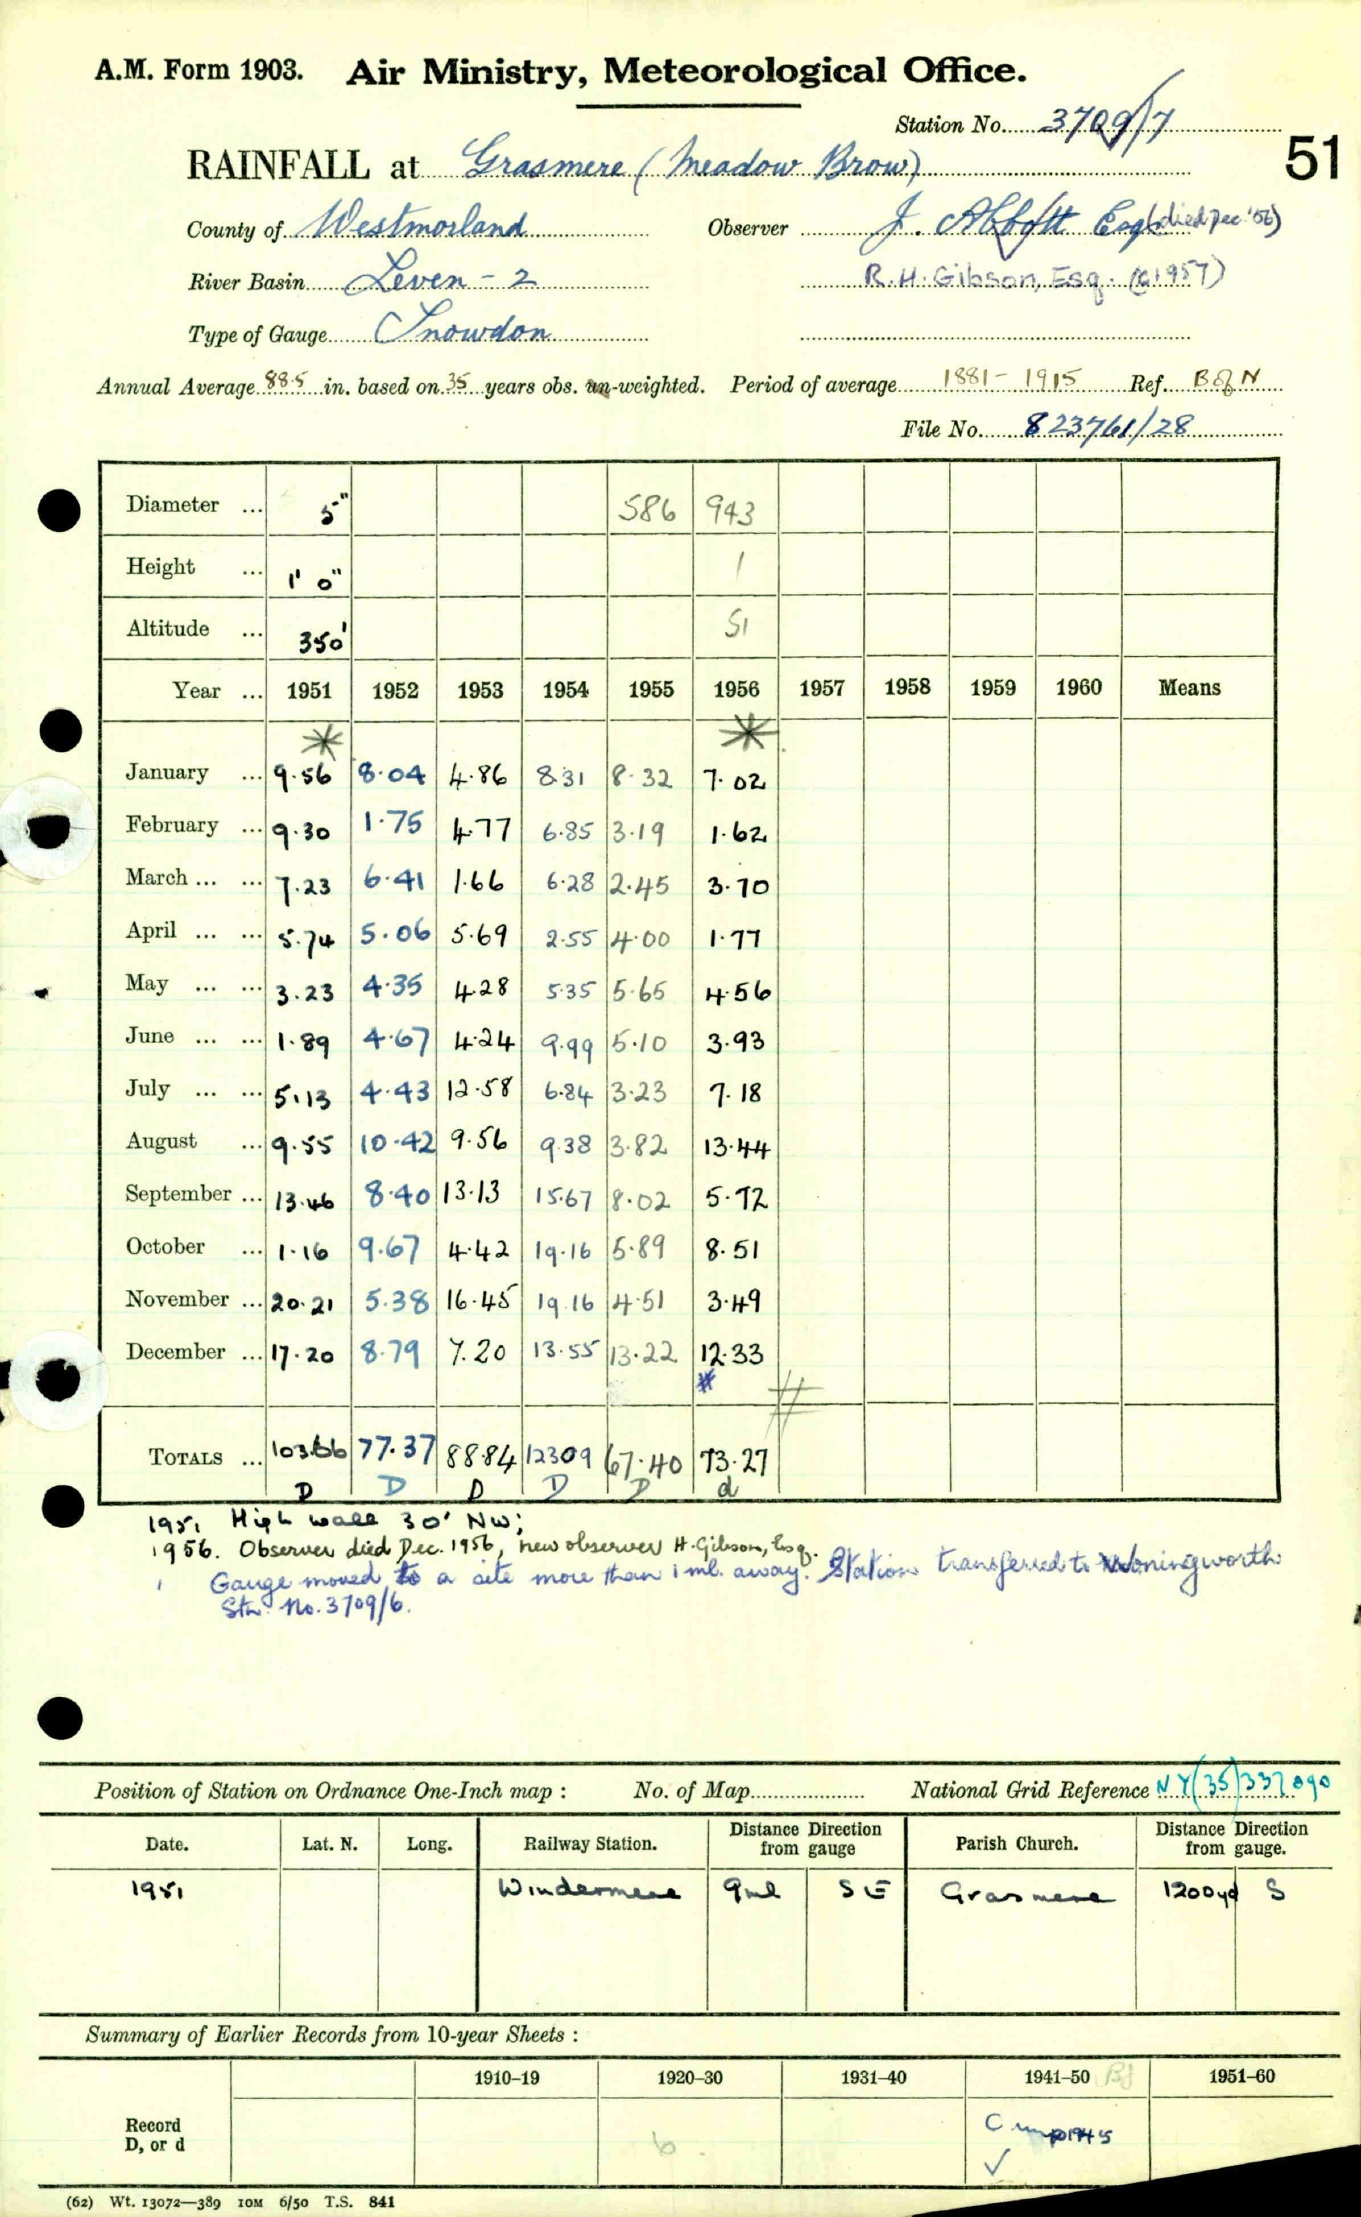 A.M. Form 1903. Air Ministry, Meteorological Office.
Station No. 3709/7
51
RAINFALL at Grasmere (Meadow Brow)
County of Westmorland Observer J. Abbott Esq (died Dec. '56)
River Basin Leven - 2 R.H. Gibson, Esq. (1957)
Type of Gauge Snowdon
Annual Average 88.5 in. based on 35 years obs. un-weighted. Period of average 1881 - 1915 Ref. B of N
File No. 823761/28
Diameter ... 5" 586 943
Height ... 1' 0" 1
Altitude ... 350' 51
Year ... 1951 1952 1953 1954 1955 1956 1957 1958 1959 1960 Means
* *
January ... 9.56 8.04 4.86 8.31 8.32 7.02
February ... 9.30 1.75 4.77 6.85 3.19 1.62
March ... ... 7.23 6.41 1.66 6.28 2.45 3.70
April ... ... 5.74 5.06 5.69 2.55 4.00 1.77
May ... ... 3.23 4.35 4.28 5.35 5.65 4.56
June ... ... 1.89 4.67 4.24 9.99 5.10 3.93
July ... ... 5.13 4.43 12.58 6.84 3.23 7.18
August ... 9.55 10.42 9.56 9.38 3.82 13.44
September ... 13.46 8.40 13.13 15.67 8.02 5.72
October ... 1.16 9.67 4.42 19.16 5.89 8.51
November ... 20.21 5.38 16.45 19.16 4.51 3.49
December ... 17.20 8.79 7.20 13.55 13.22 12.33
# #
TOTALS ... 103.66 77.37 88.84 123.09 67.40 73.27
D D D D D d
1951 High wall 30' NW;
1956. Observer died Dec. 1956, new observer H. Gibson, Esq.
Gauge moved to a site more than 1 ml. away. Station transferred to Woningworth
Stn. No. 3709/6.
Position of Station on Ordnance One-Inch map : No. of Map National Grid Reference NY (35) 337 090
Date. Lat. N. Long. Railway Station. Distance from Direction gauge Parish Church. Distance from Direction gauge.
1951 Windermere 9ml SE Grasmere 1200yd S
Summary of Earlier Records from 10-year Sheets :
1910–19 1920–30 1931–40 1941–50 1951–60
Record
D, or d
6 C 1945
✓
(62) Wt. 13072—389 10M 6/50 T.S. 841